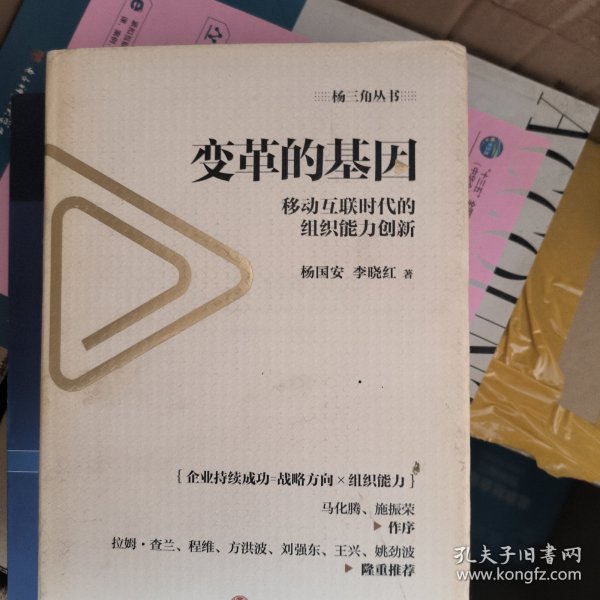 杨三角丛书
变革的基因
移动互联时代的
组织能力创新
杨国安 李晓红 著
{ 企业持续成功=战略方向×组织能力 }
马化腾、施振荣
▶作序
拉姆·查兰、程维、方洪波、刘强东、王兴、姚劲波
▶隆重推荐
孔夫子旧书网
www.kongfz.com